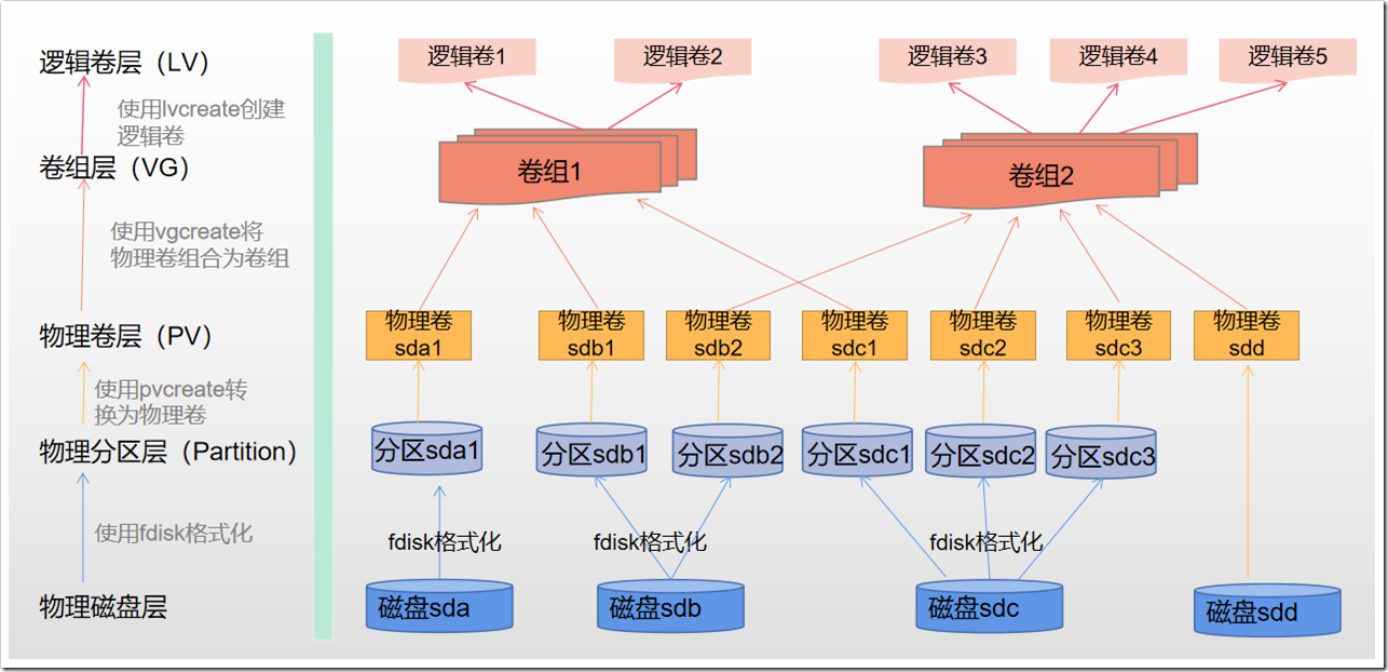 逻辑卷层（LV）
使用lvcreate创建
逻辑卷
卷组层（VG）
使用vgcreate将
物理卷组合为卷组
物理卷层（PV）
使用pvcreate转
换为物理卷
物理分区层（Partition）
使用fdisk格式化
物理磁盘层
逻辑卷1
逻辑卷2
逻辑卷3
逻辑卷4
逻辑卷5
卷组1
卷组2
物理卷
sda1
物理卷
sdb1
物理卷
sdb2
物理卷
sdc1
物理卷
sdc2
物理卷
sdc3
物理卷
sdd
分区sda1
分区sdb1
分区sdb2
分区sdc1
分区sdc2
分区sdc3
fdisk格式化
fdisk格式化
fdisk格式化
磁盘sda
磁盘sdb
磁盘sdc
磁盘sdd